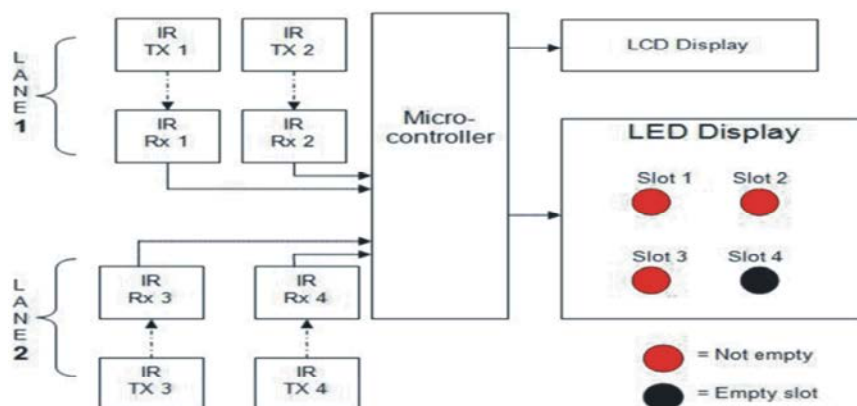 LANE 1
IR
TX 1
IR
TX 2
IR
Rx 1
IR
Rx 2
Micro-
controller
LCD Display
LED Display
Slot 1
Slot 2
Slot 3
Slot 4
LANE 2
IR
Rx 3
IR
Rx 4
IR
TX 3
IR
TX 4
= Not empty
= Empty slot